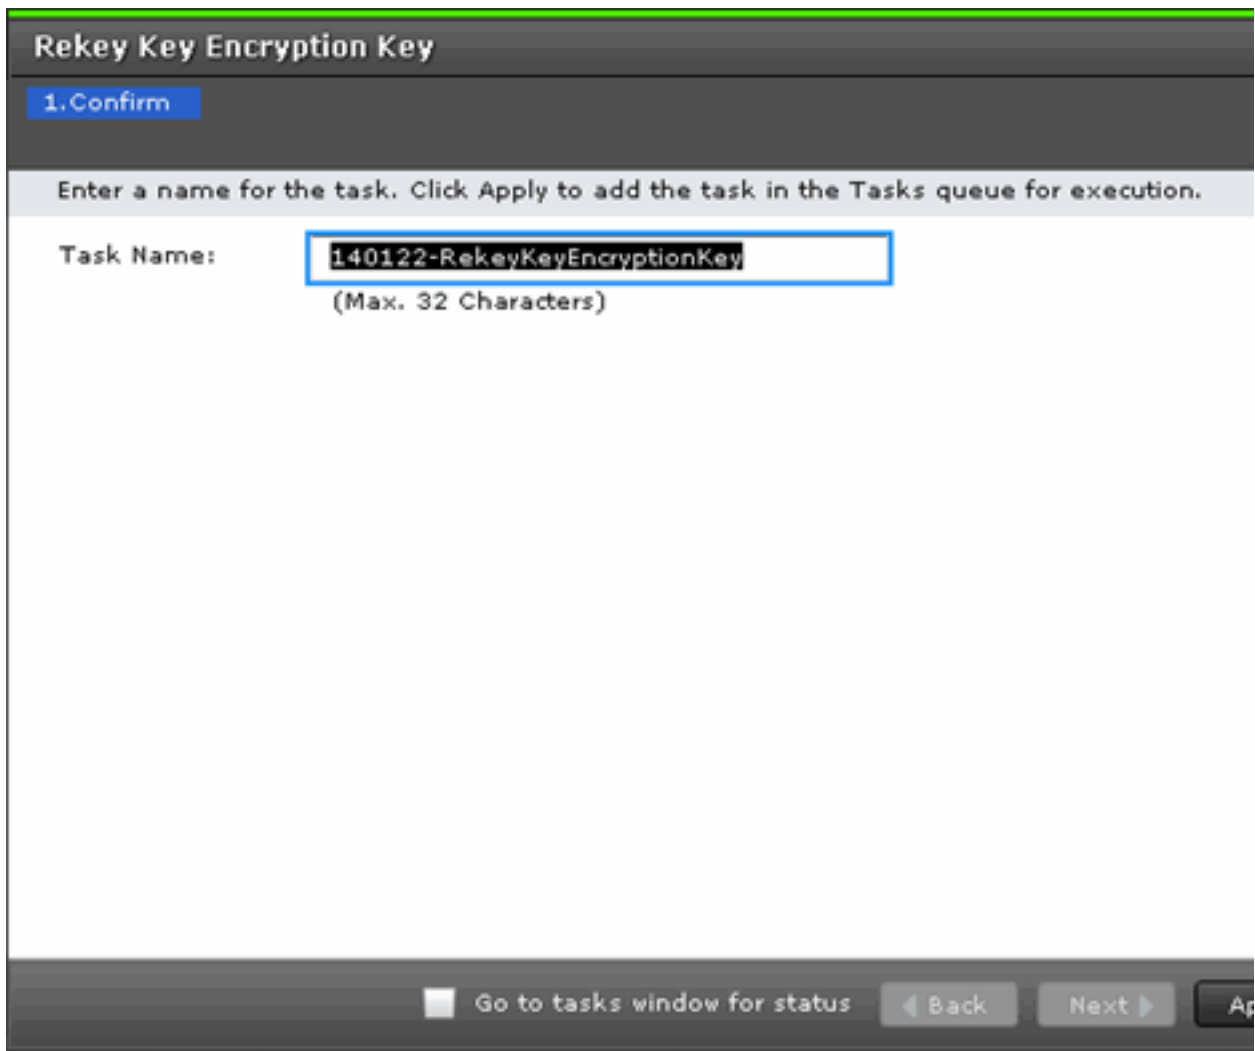 Rekey Key Encryption Key
1.Confirm
Enter a name for the task. Click Apply to add the task in the Tasks queue for execution.
Task Name: 140122-RekeyKeyEncryptionKey
(Max. 32 Characters)
Go to tasks window for status Back Next Ap